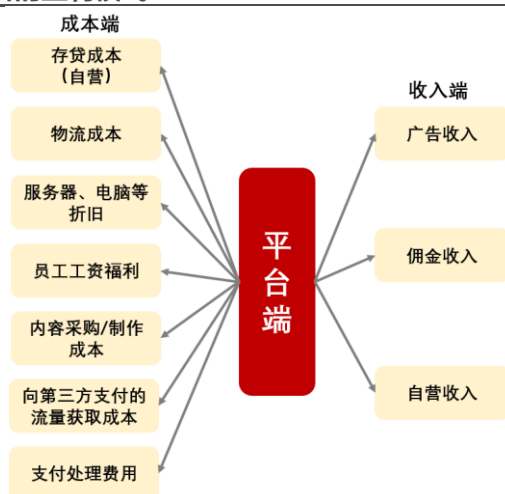 成本端
存贷成本
（自营）
物流成本
服务器、电脑等
折旧
员工工资福利
内容采购/制作
成本
向第三方支付的
流量获取成本
支付处理费用
平
台
端
收入端
广告收入
佣金收入
自营收入